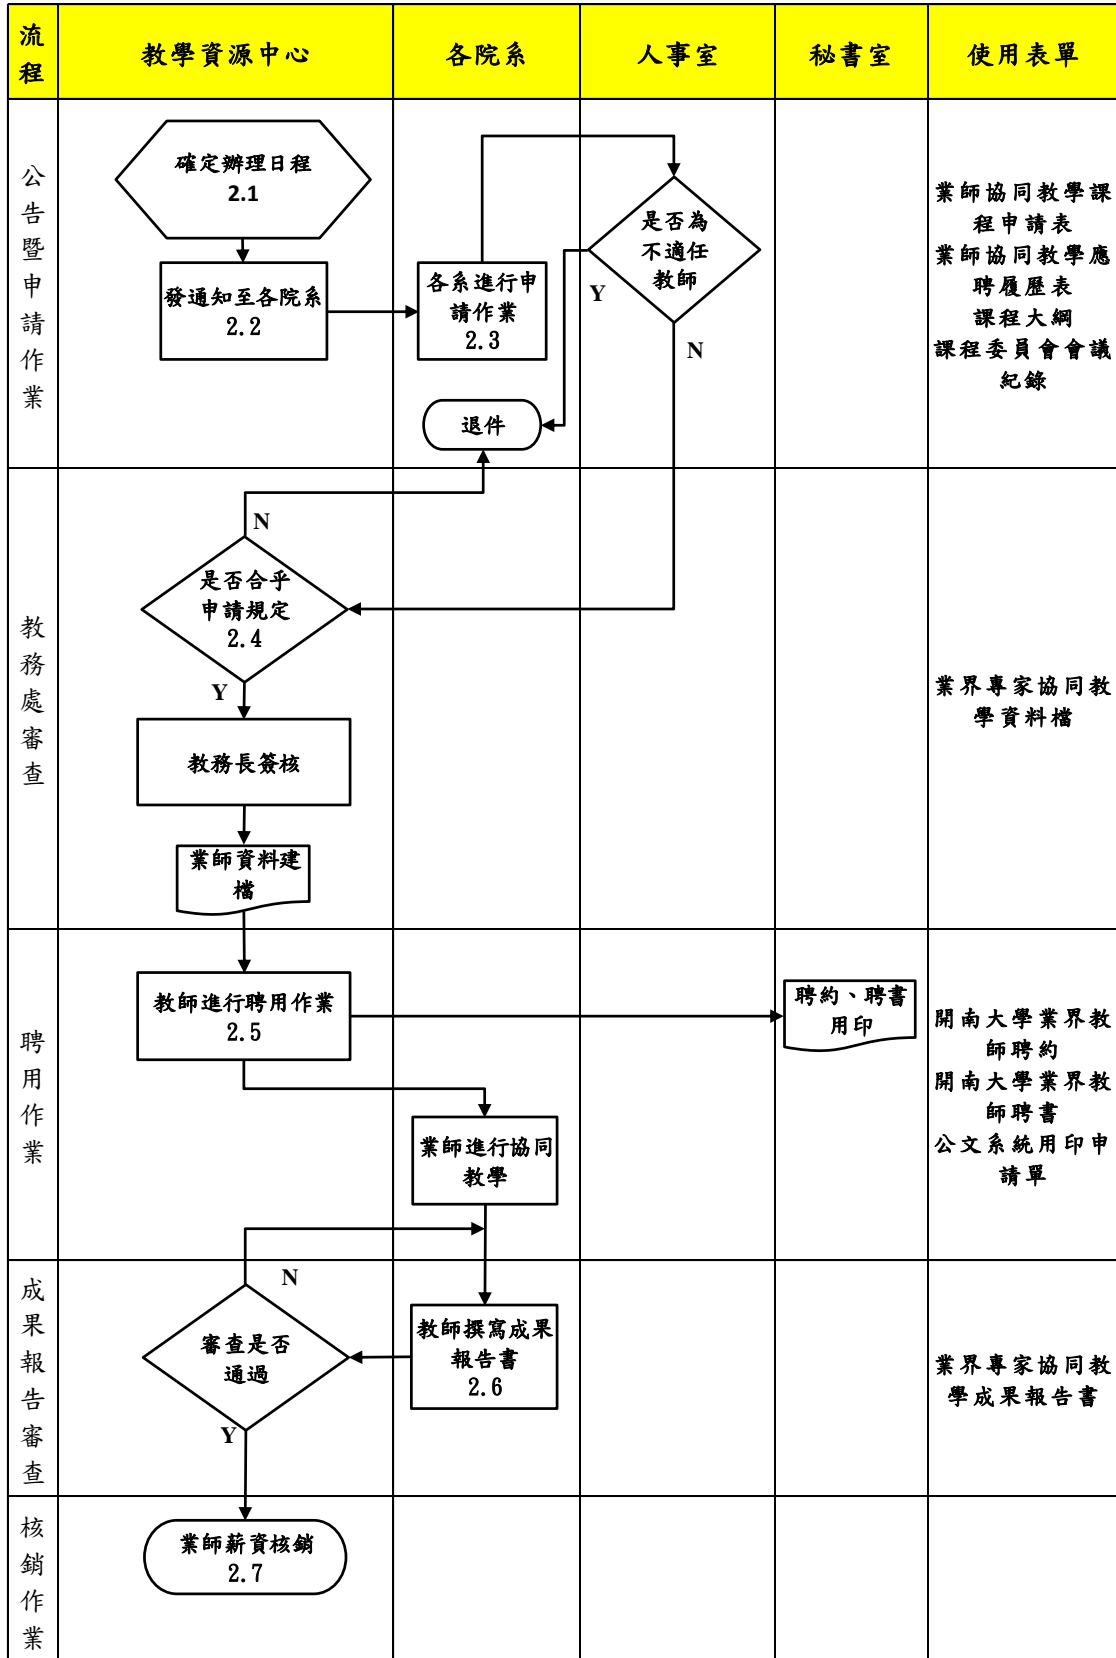 流程
教學資源中心
各院系
人事室
秘書室
使用表單
公告暨申請作業
確定辦理日程
2.1
發通知至各院系
2.2
各系進行申
請作業
2.3
是否為
不適任
教師
Y
N
退件
業師協同教學課
程申請表
業師協同教學應
聘履歷表
課程大綱
課程委員會會議
紀錄
教務處審查
N
是否合乎
申請規定
2.4
Y
教務長簽核
業師資料建
檔
業界專家協同教
學資料檔
聘用作業
教師進行聘用作業
2.5
聘約、聘書
用印
業師進行協同
教學
開南大學業界教
師聘約
開南大學業界教
師聘書
公文系統用印申
請單
成果報告審查
N
審查是否
通過
Y
教師撰寫成果
報告書
2.6
業界專家協同教
學成果報告書
核銷作業
業師薪資核銷
2.7